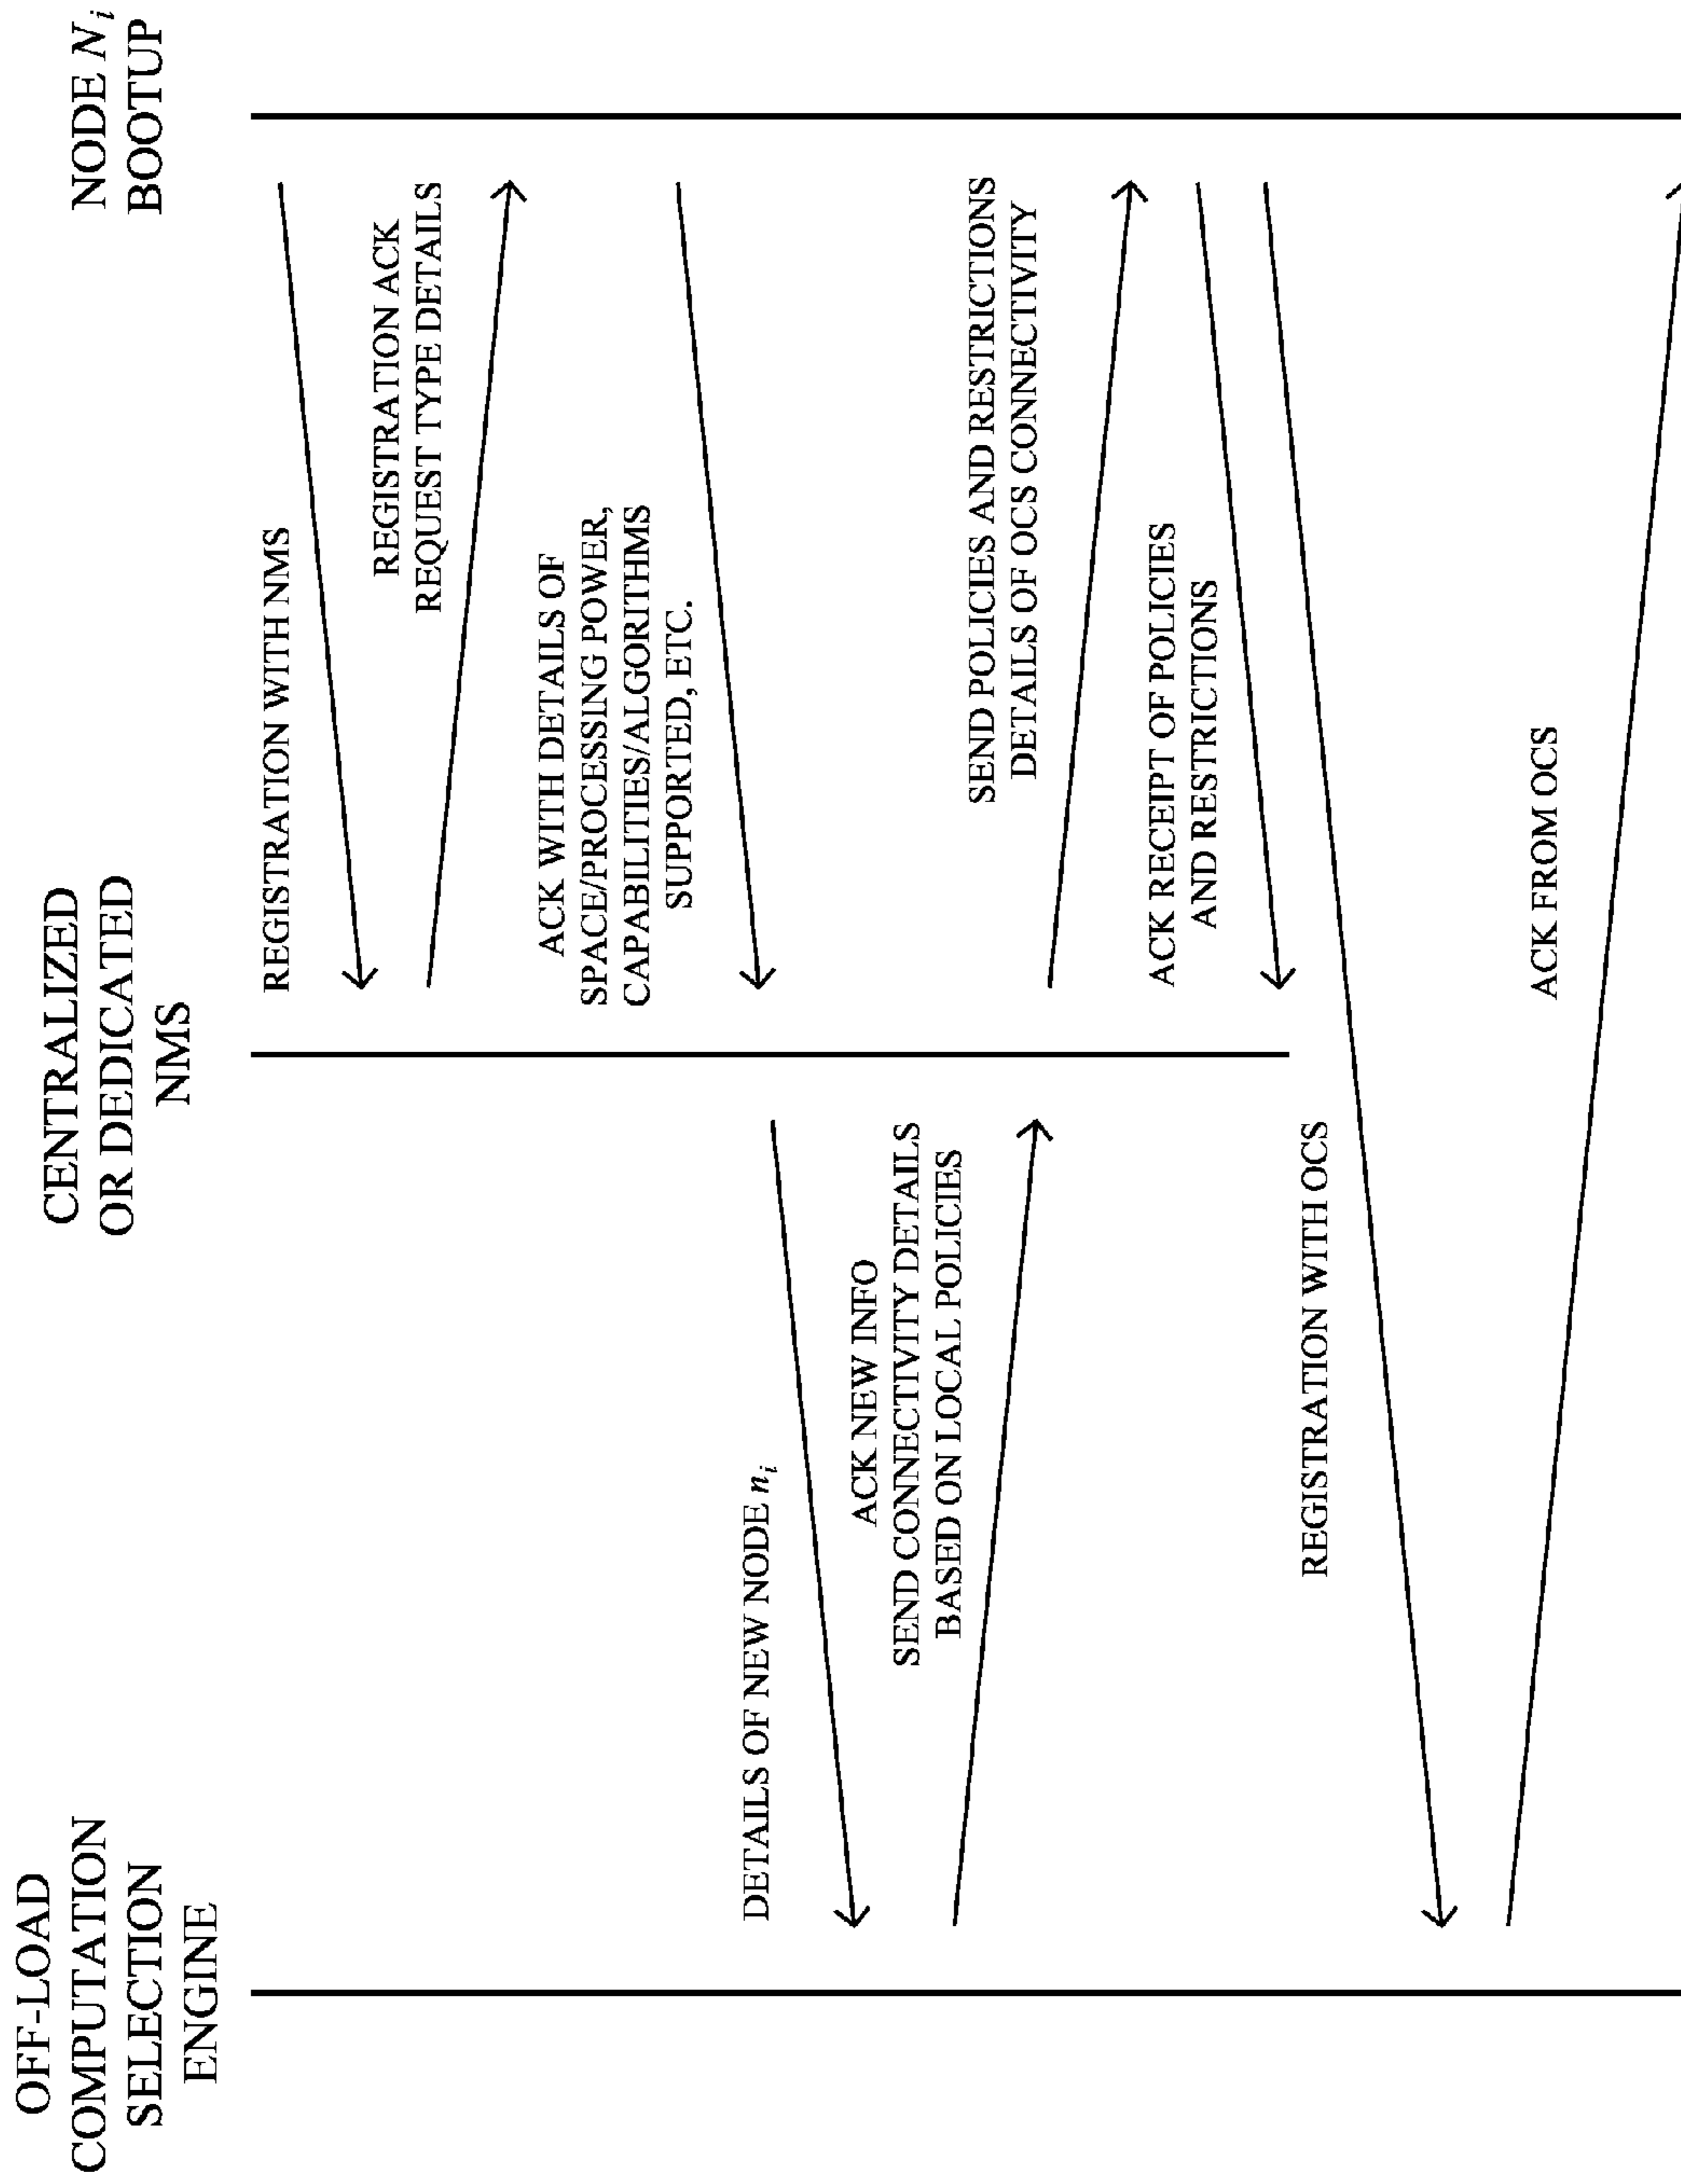 OFF-LOAD
COMPUTATION
SELECTION
ENGINE
CENTRALIZED
OR DEDICATED
NMS
NODE Nᵢ
BOOTUP
REGISTRATION WITH NMS
REGISTRATION ACK
REQUEST TYPE DETAILS
ACK WITH DETAILS OF
SPACE/PROCESSING POWER,
CAPABILITIES/ALGORITHMS
SUPPORTED, ETC.
DETAILS OF NEW NODE nᵢ
ACK NEW INFO
SEND CONNECTIVITY DETAILS
BASED ON LOCAL POLICIES
SEND POLICIES AND RESTRICTIONS
DETAILS OF OCS CONNECTIVITY
ACK RECEIPT OF POLICIES
AND RESTRICTIONS
REGISTRATION WITH OCS
ACK FROM OCS